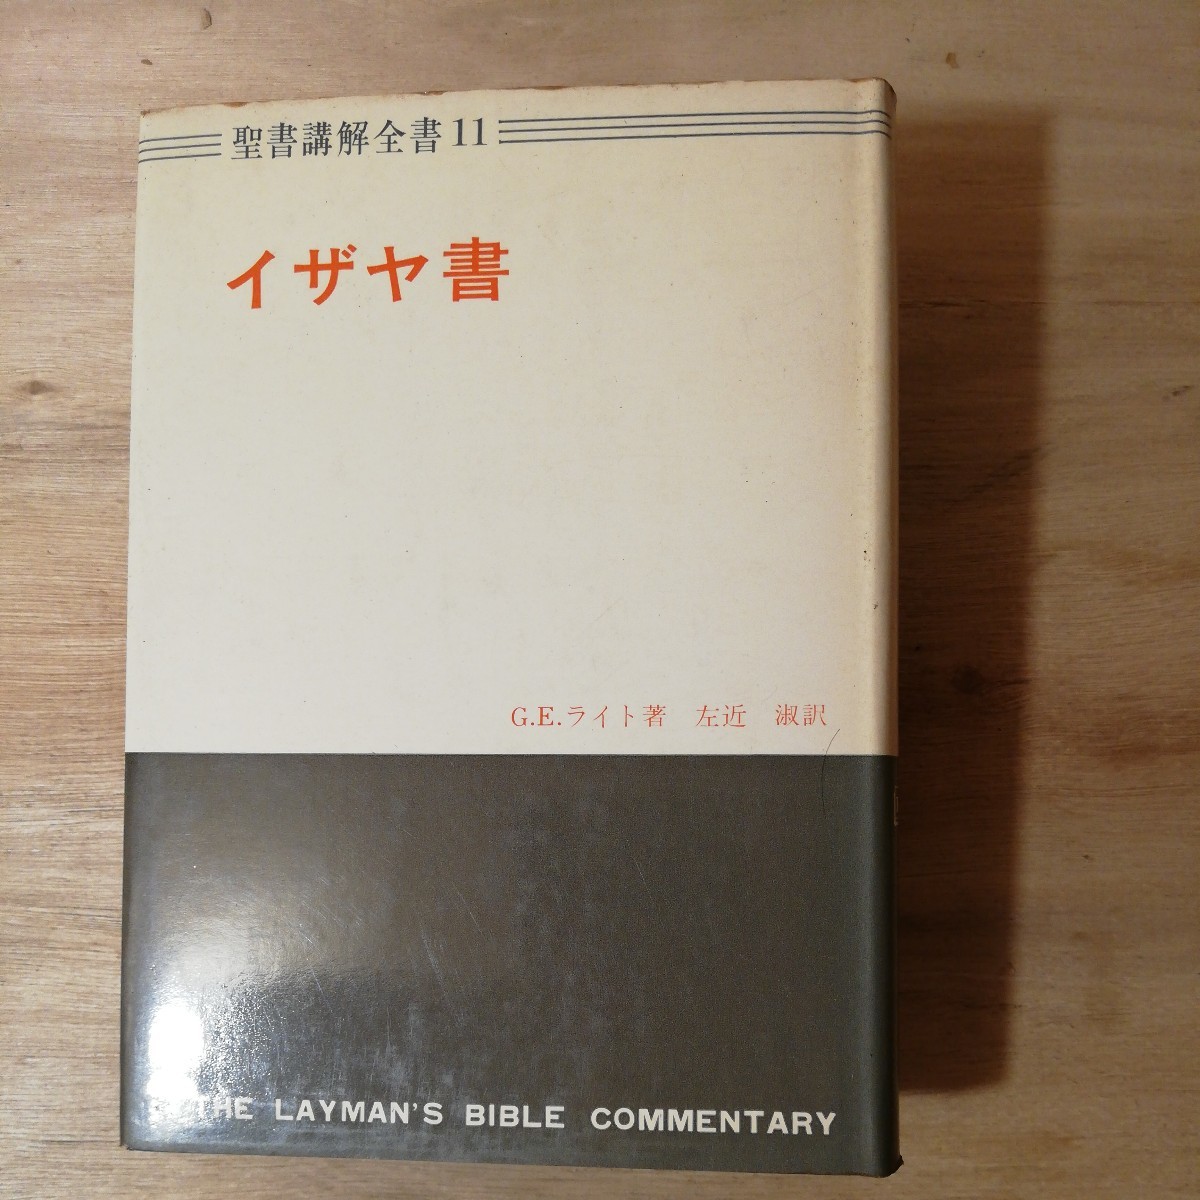 聖書講解全書11
イザヤ書
G.E.ライト著 左近 淑訳
THE LAYMAN'S BIBLE COMMENTARY